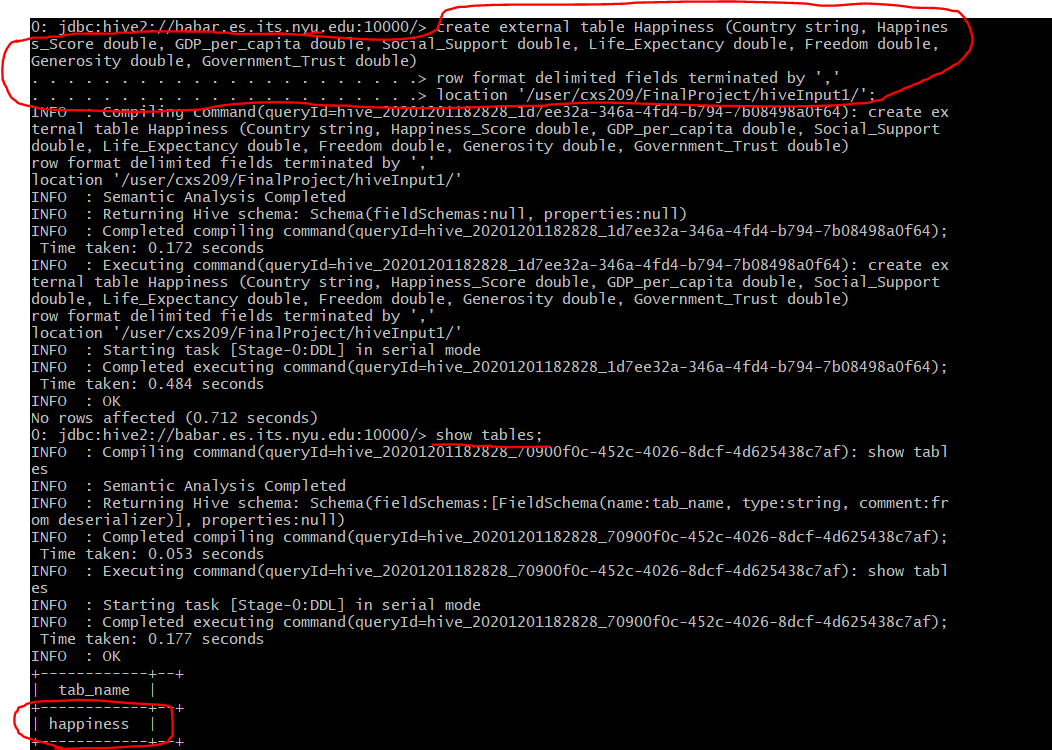 0: jdbc:hive2://babar.es.its.nyu.edu:10000/> create external table Happiness (Country string, Happines
s_Score double, GDP_per_capita double, Social_Support double, Life_Expectancy double, Freedom double,
Generosity double, Government_Trust double)
. . . . . . . . . . . . . . . . . . . . . .> row format delimited fields terminated by ','
. . . . . . . . . . . . . . . . . . . . . .> location '/user/cxs209/FinalProject/hiveInput1/';
INFO  : Compiling command(queryId=hive_20201201182828_1d7ee32a-346a-4fd4-b794-7b08498a0f64): create ex
ternal table Happiness (Country string, Happiness_Score double, GDP_per_capita double, Social_Support
double, Life_Expectancy double, Freedom double, Generosity double, Government_Trust double)
row format delimited fields terminated by ','
location '/user/cxs209/FinalProject/hiveInput1/'
INFO  : Semantic Analysis Completed
INFO  : Returning Hive schema: Schema(fieldSchemas:null, properties:null)
INFO  : Completed compiling command(queryId=hive_20201201182828_1d7ee32a-346a-4fd4-b794-7b08498a0f64);
 Time taken: 0.172 seconds
INFO  : Executing command(queryId=hive_20201201182828_1d7ee32a-346a-4fd4-b794-7b08498a0f64): create ex
ternal table Happiness (Country string, Happiness_Score double, GDP_per_capita double, Social_Support
double, Life_Expectancy double, Freedom double, Generosity double, Government_Trust double)
row format delimited fields terminated by ','
location '/user/cxs209/FinalProject/hiveInput1/'
INFO  : Starting task [Stage-0:DDL] in serial mode
INFO  : Completed executing command(queryId=hive_20201201182828_1d7ee32a-346a-4fd4-b794-7b08498a0f64);
 Time taken: 0.484 seconds
INFO  : OK
No rows affected (0.712 seconds)
0: jdbc:hive2://babar.es.its.nyu.edu:10000/> show tables;
INFO  : Compiling command(queryId=hive_20201201182828_70900f0c-452c-4026-8dcf-4d625438c7af): show tabl
es
INFO  : Semantic Analysis Completed
INFO  : Returning Hive schema: Schema(fieldSchemas:[FieldSchema(name:tab_name, type:string, comment:fr
om deserializer)], properties:null)
INFO  : Completed compiling command(queryId=hive_20201201182828_70900f0c-452c-4026-8dcf-4d625438c7af);
 Time taken: 0.053 seconds
INFO  : Executing command(queryId=hive_20201201182828_70900f0c-452c-4026-8dcf-4d625438c7af): show tabl
es
INFO  : Starting task [Stage-0:DDL] in serial mode
INFO  : Completed executing command(queryId=hive_20201201182828_70900f0c-452c-4026-8dcf-4d625438c7af);
 Time taken: 0.177 seconds
INFO  : OK
+------------+--+
|  tab_name  |
+------------+--+
| happiness  |
+------------+--+